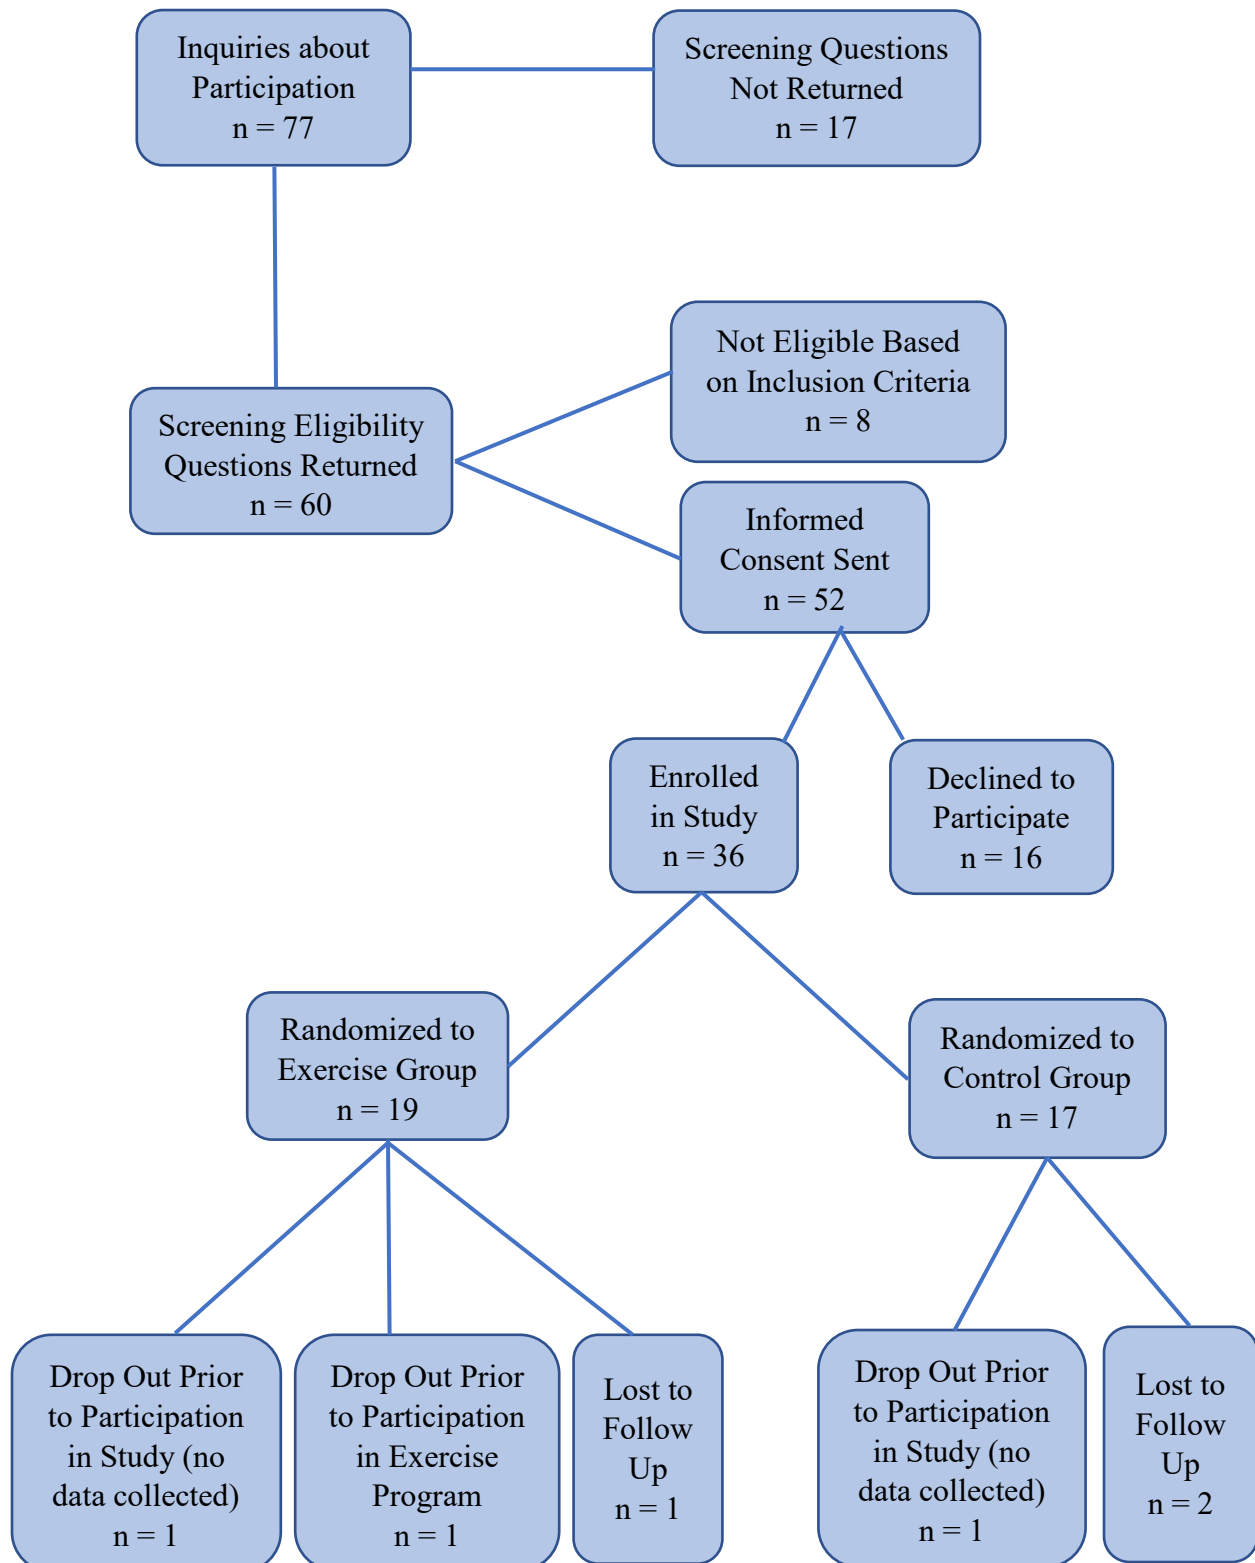 Inquiries about
Participation
n = 77
Screening Questions
Not Returned
n = 17
Not Eligible Based
on Inclusion Criteria
n = 8
Screening Eligibility
Questions Returned
n = 60
Informed
Consent Sent
n = 52
Enrolled
in Study
n = 36
Declined to
Participate
n = 16
Randomized to
Exercise Group
n = 19
Randomized to
Control Group
n = 17
Drop Out Prior
to Participation
in Study (no
data collected)
n = 1
Drop Out Prior
to Participation
in Exercise
Program
n = 1
Lost to
Follow
Up
n = 1
Drop Out Prior
to Participation
in Study (no
data collected)
n = 1
Lost to
Follow
Up
n = 2